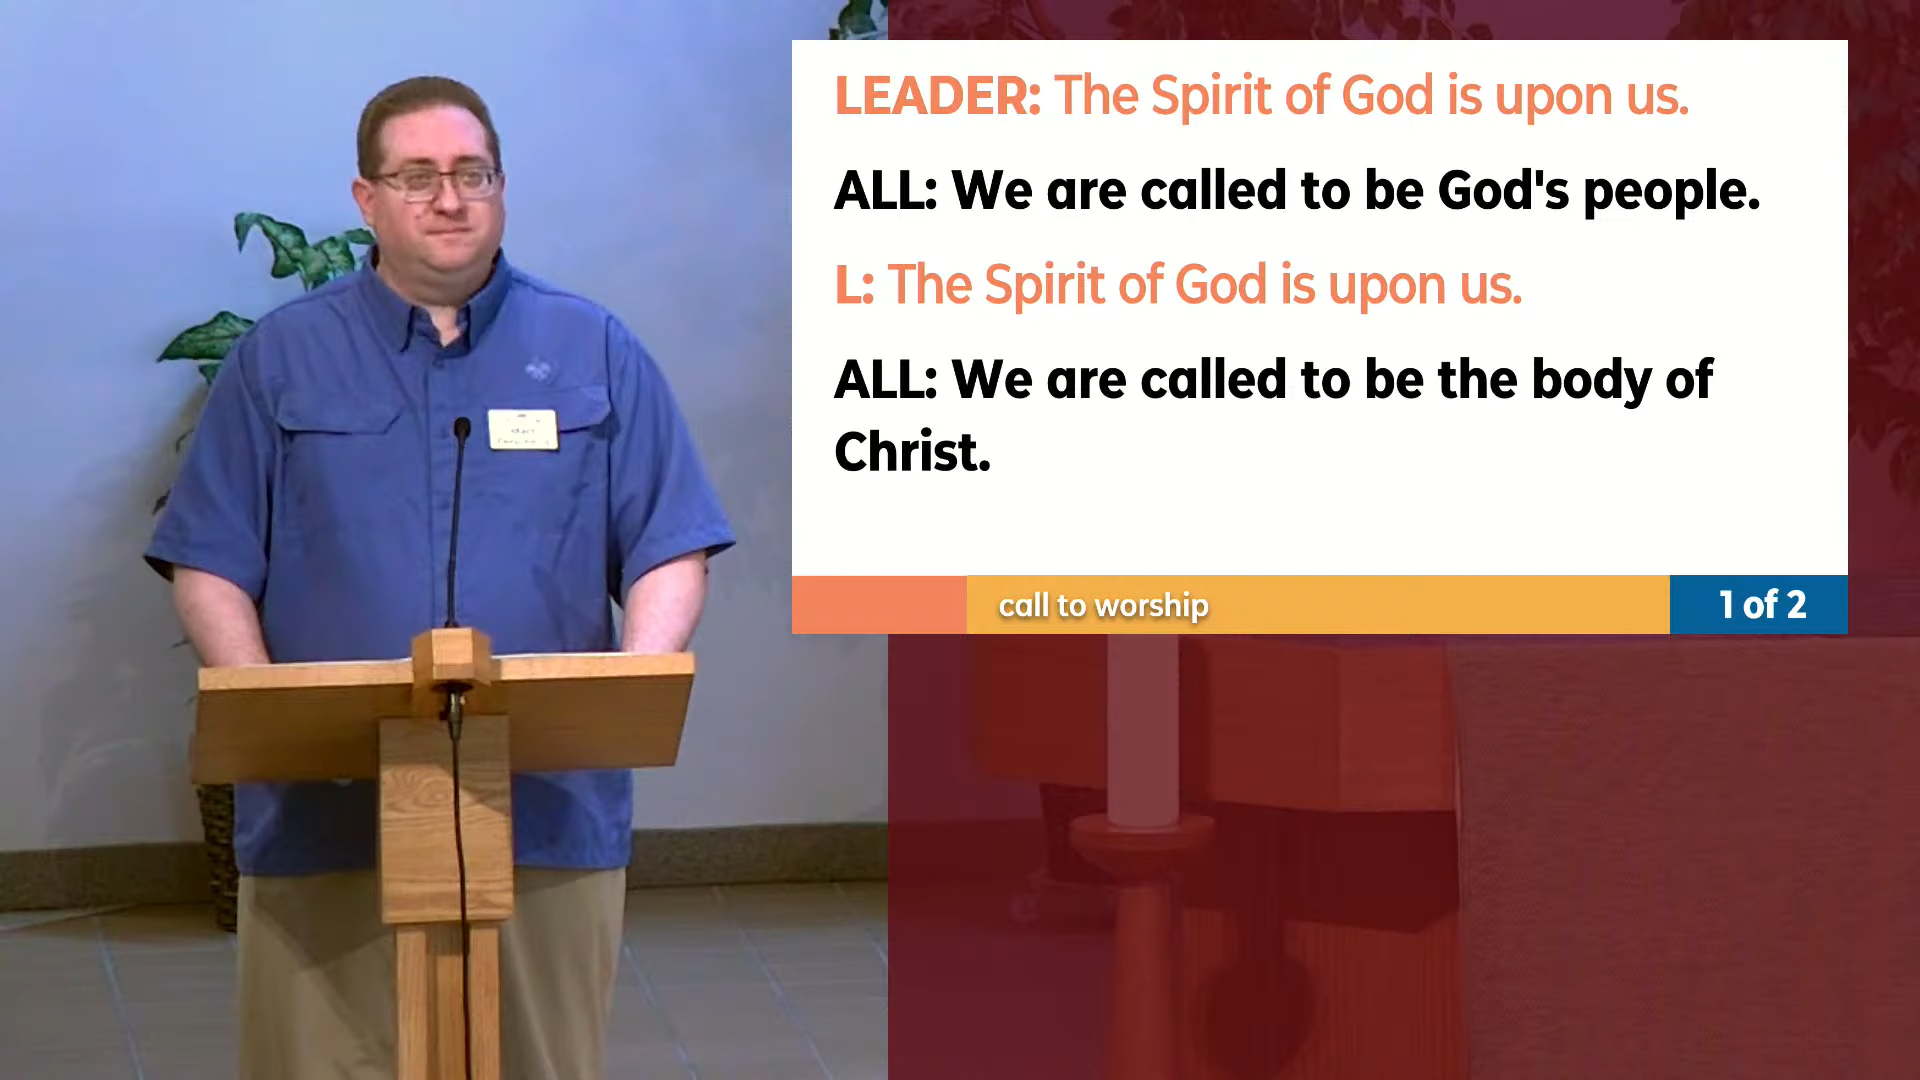 LEADER: The Spirit of God is upon us.
ALL: We are called to be God's people.
L: The Spirit of God is upon us.
ALL: We are called to be the body of
Christ.
call to worship
1 of 2